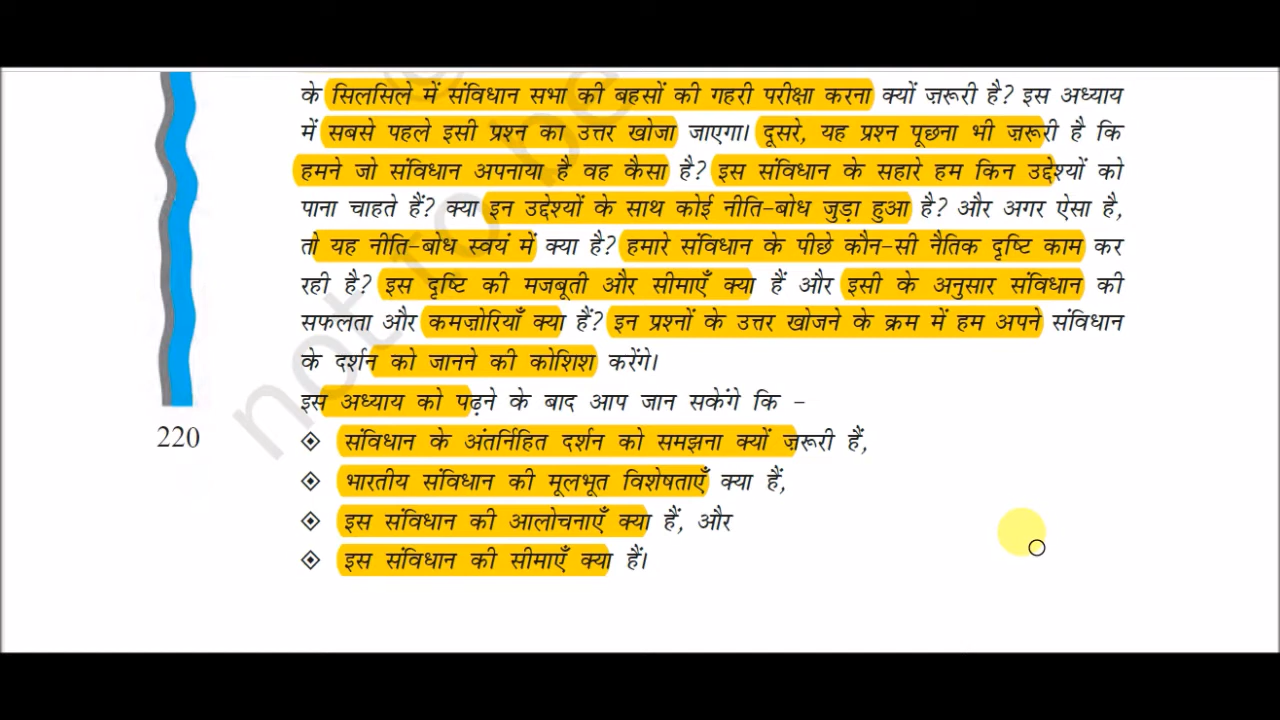 के सिलसिले में संविधान सभा की बहसों की गहरी परीक्षा करना क्यों ज़रूरी है? इस अध्याय
में सबसे पहले इसी प्रश्न का उत्तर खोजा जाएगा। दूसरे, यह प्रश्न पूछना भी ज़रूरी है कि
हमने जो संविधान अपनाया है वह कैसा है? इस संविधान के सहारे हम किन उद्देश्यों को
पाना चाहते हैं? क्या इन उद्देश्यों के साथ कोई नीति-बोध जुड़ा हुआ है? और अगर ऐसा है,
तो यह नीति-बोध स्वयं में क्या है? हमारे संविधान के पीछे कौन-सी नैतिक दृष्टि काम कर
रही है? इस दृष्टि की मजबूती और सीमाएँ क्या हैं और इसी के अनुसार संविधान की
सफलता और कमज़ोरियाँ क्या हैं? इन प्रश्नों के उत्तर खोजने के क्रम में हम अपने संविधान
के दर्शन को जानने की कोशिश करेंगे।
इस अध्याय को पढ़ने के बाद आप जान सकेंगे कि –
संविधान के अंतर्निहित दर्शन को समझना क्यों ज़रूरी हैं,
भारतीय संविधान की मूलभूत विशेषताएँ क्या हैं,
इस संविधान की आलोचनाएँ क्या हैं, और
इस संविधान की सीमाएँ क्या हैं।
220
not to be